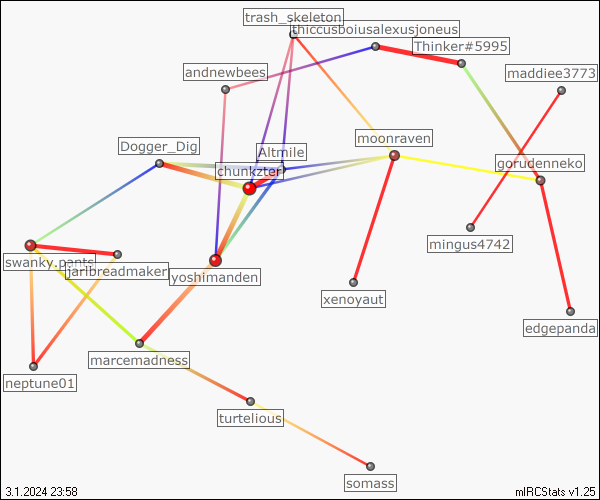 trash_skeleton
thiccusboiusalexusjoneus
Thinker#5995
andnewbees
maddiee3773
moonraven
Dogger_Dig
Altmile
gorudenneko
chunkzter
mingus4742
swanky.pants
jarlbreadmaker
yoshimanden
xenoyaut
edgepanda
marcemadness
neptune01
turtelious
somass
3.1.2024 23:58
mIRCStats v1.25